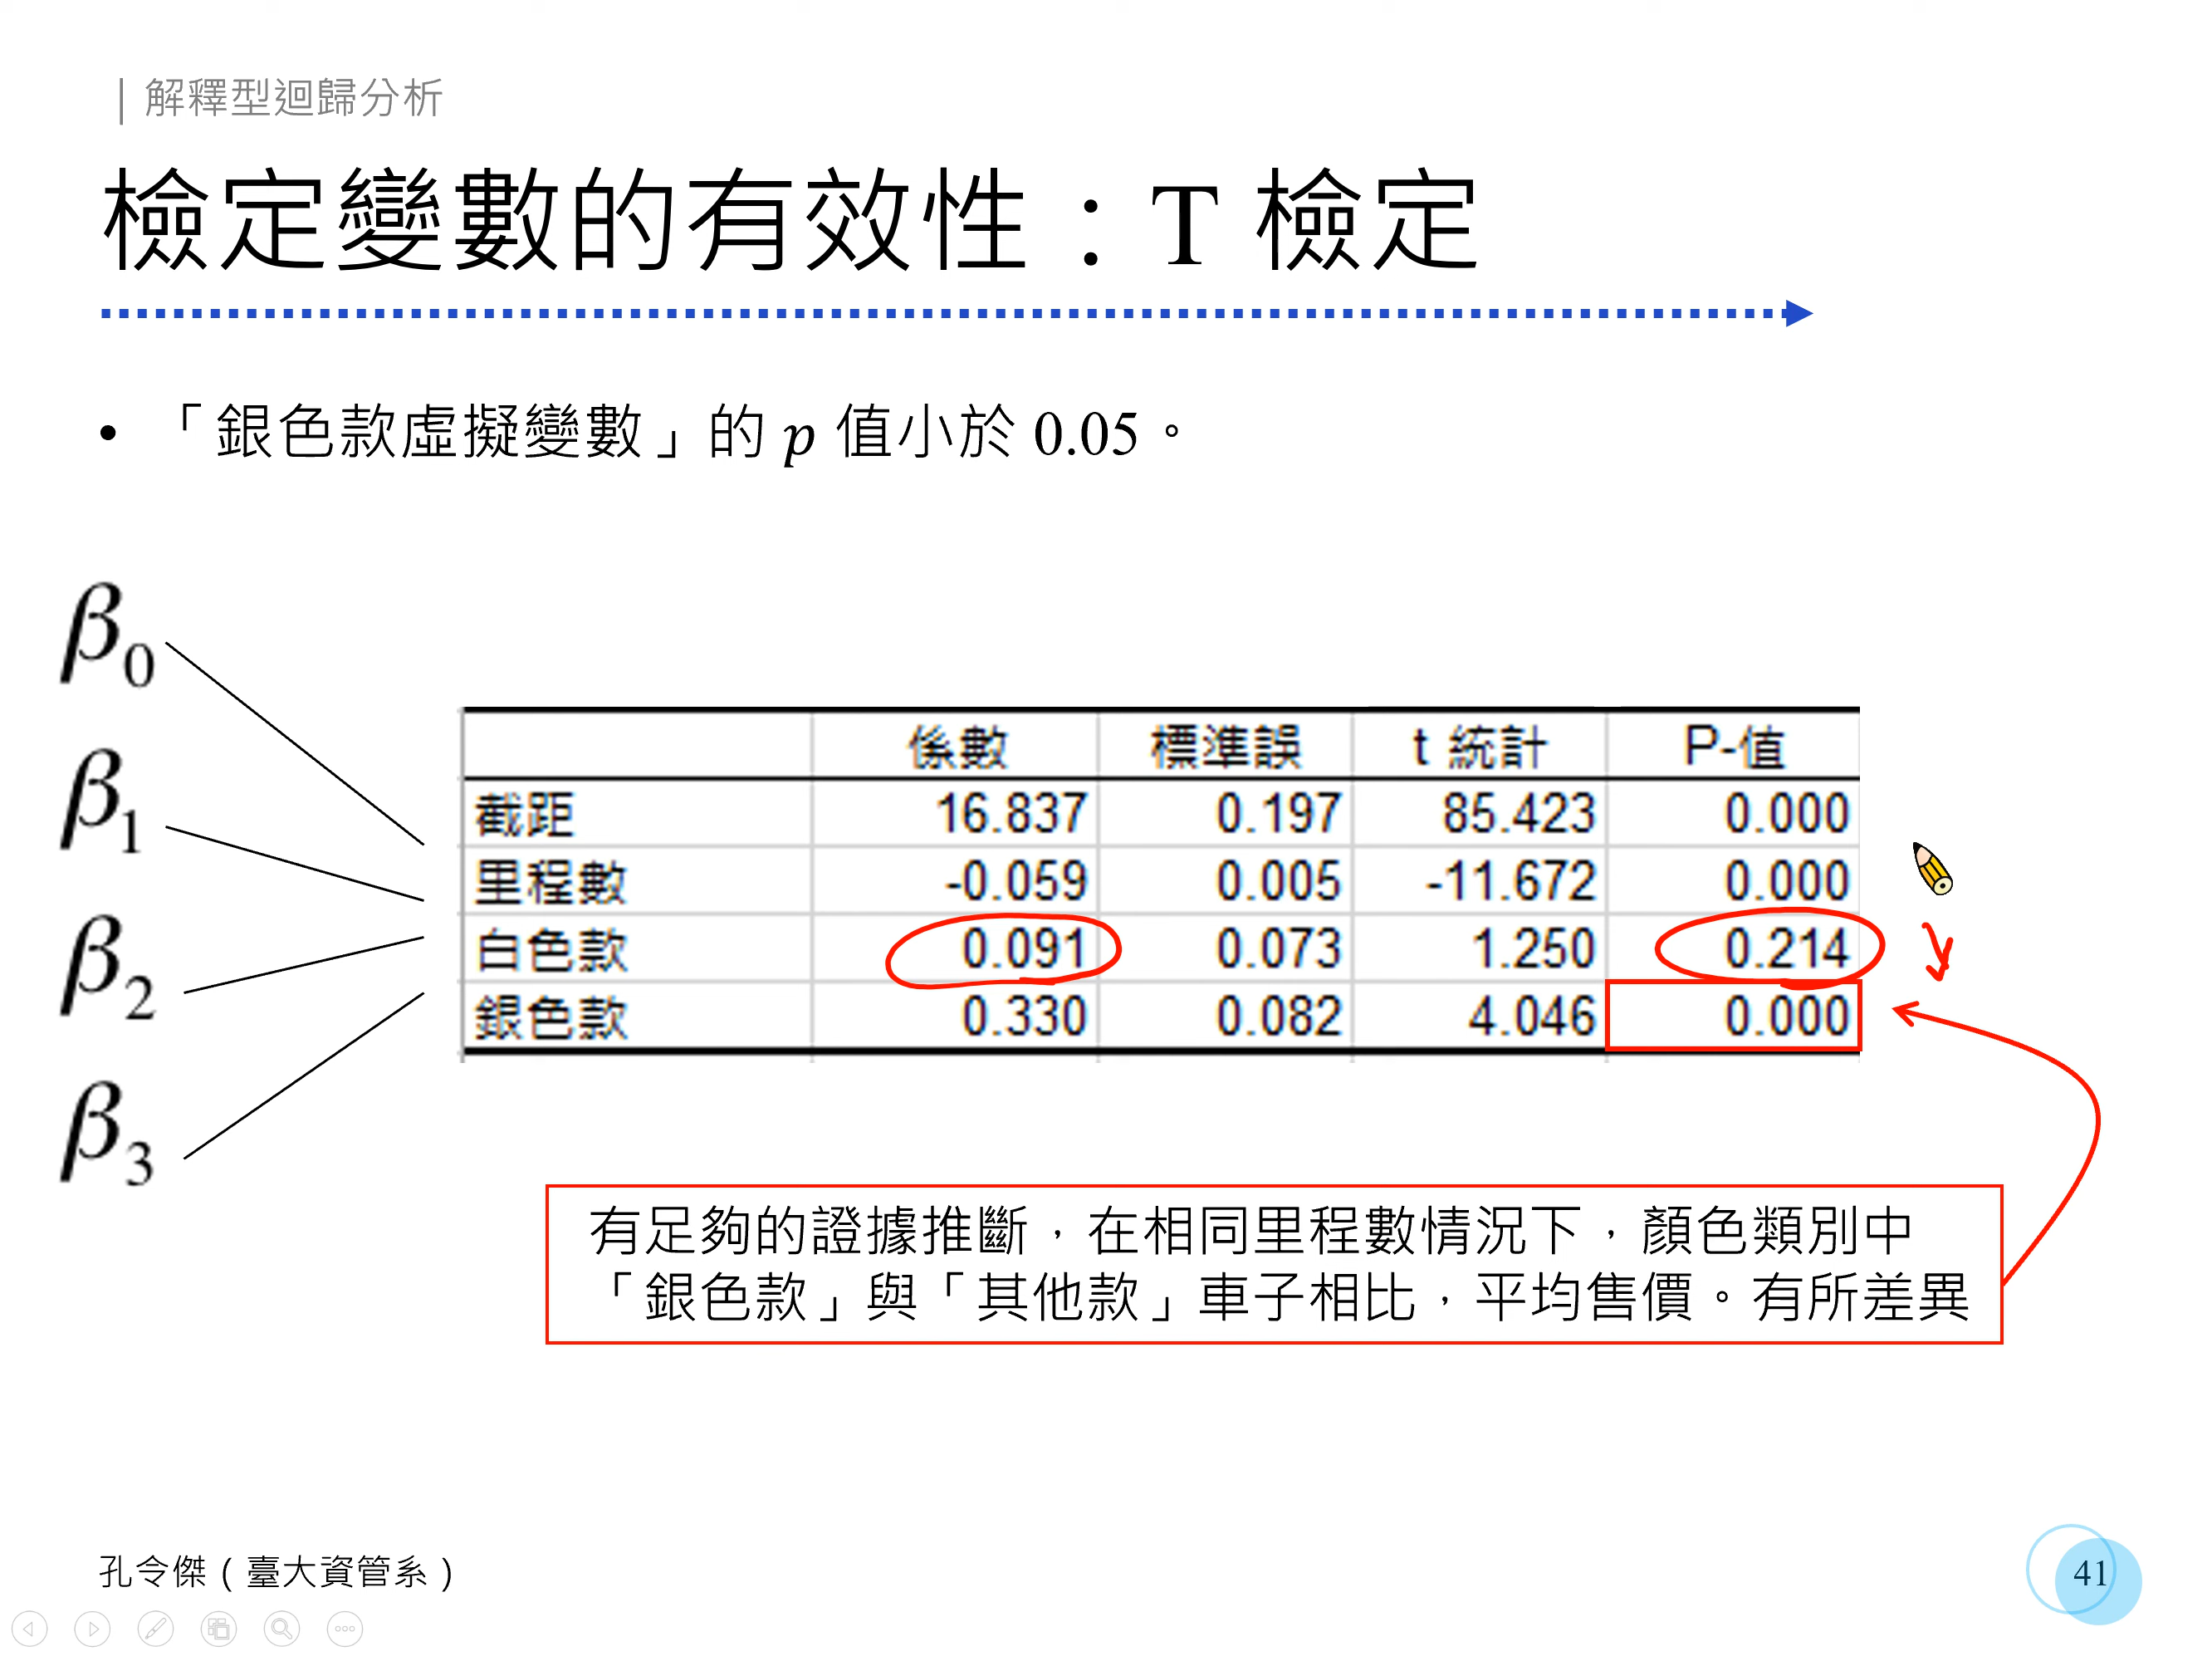 解釋型迴歸分析
檢定變數的有效性：T 檢定
• 「銀色款虛擬變數」的 p 值小於 0.05。
β0
β1
β2
β3
係數 標準誤 t 統計 P-值
截距 16.837 0.197 85.423 0.000
里程數 -0.059 0.005 -11.672 0.000
白色款 0.091 0.073 1.250 0.214
銀色款 0.330 0.082 4.046 0.000
有足夠的證據推斷，在相同里程數情況下，顏色類別中
「銀色款」與「其他款」車子相比，平均售價。有所差異
孔令傑（臺大資管系）
41